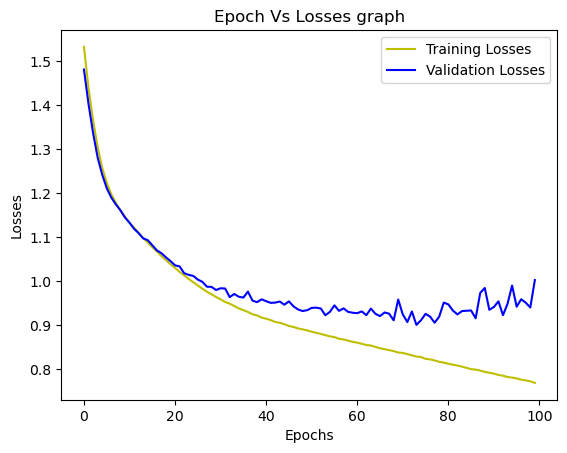 Epoch Vs Losses graph
Training Losses
Validation Losses
1.5
1.4
1.3
1.2
1.1
1.0
0.9
0.8
Losses
0 20 40 60 80 100
Epochs